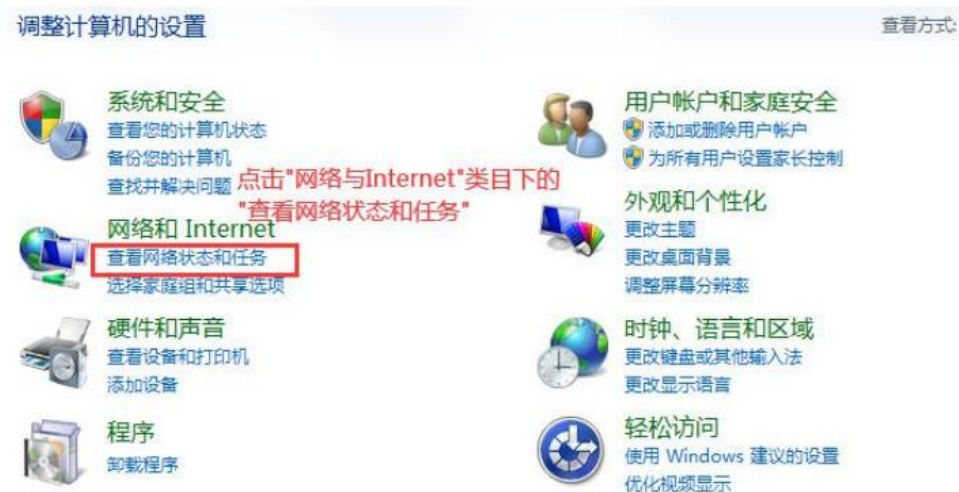 调整计算机的设置
查看方式:
系统和安全
查看您的计算机状态
备份您的计算机
查找并解决问题
点击"网络与Internet"类目下的
"查看网络状态和任务"
网络和 Internet
查看网络状态和任务
选择家庭组和共享选项
硬件和声音
查看设备和打印机
添加设备
程序
卸载程序
用户帐户和家庭安全
添加或删除用户帐户
为所有用户设置家长控制
外观和个性化
更改主题
更改桌面背景
调整屏幕分辨率
时钟、语言和区域
更改键盘或其他输入法
更改显示语言
轻松访问
使用 Windows 建议的设置
优化视频显示